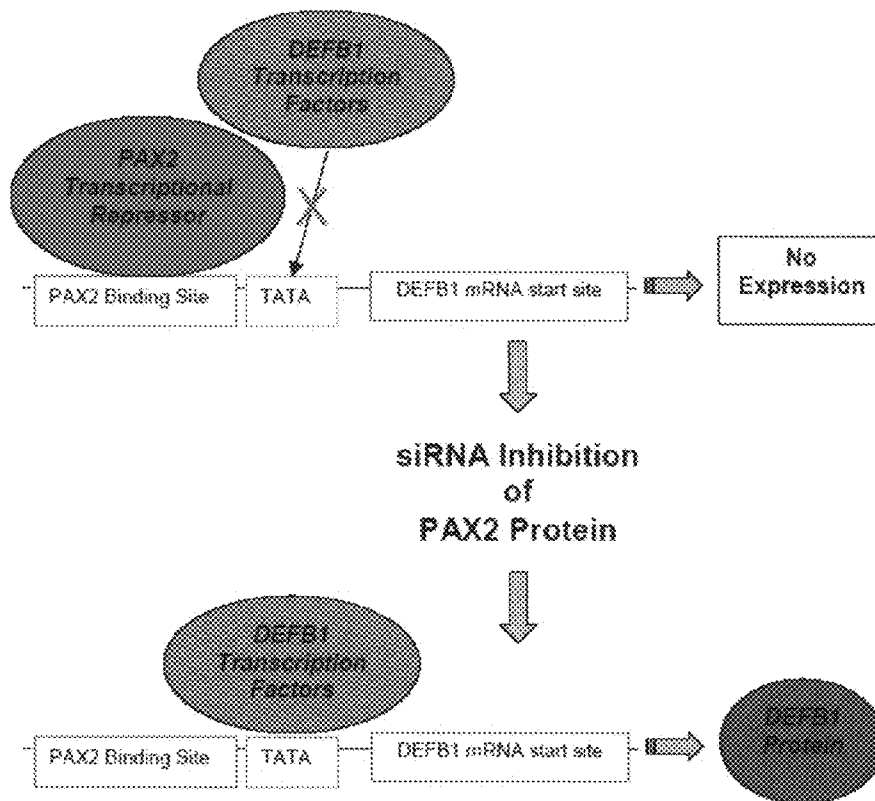 DEFB1
Transcription
Factors
PAX2
Transcriptional
Repressor
PAX2 Binding Site
TATA
DEFB1 mRNA start site
No
Expression
siRNA Inhibition
of
PAX2 Protein
DEFB1
Transcription
Factors
PAX2 Binding Site
TATA
DEFB1 mRNA start site
DEFB1
Protein